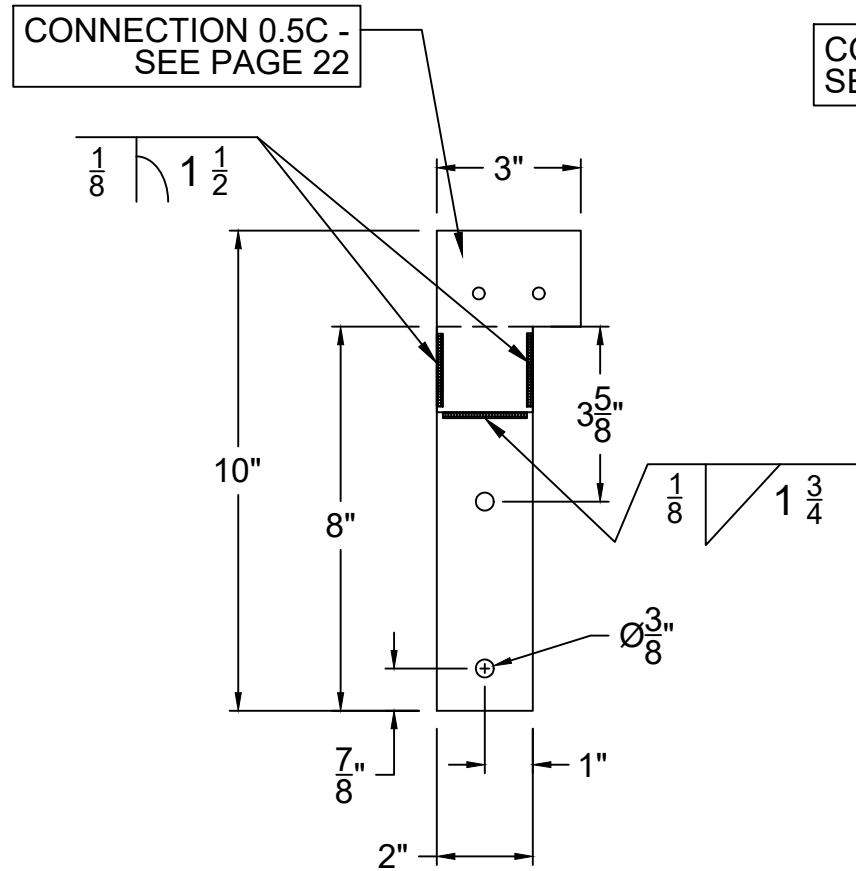 CONNECTION 0.5C -
SEE PAGE 22
CO
SE
1/8 1 1/2
3"
10"
8"
3 5/8"
1/8 1 3/4
Ø3/8"
7/8"
1"
2"